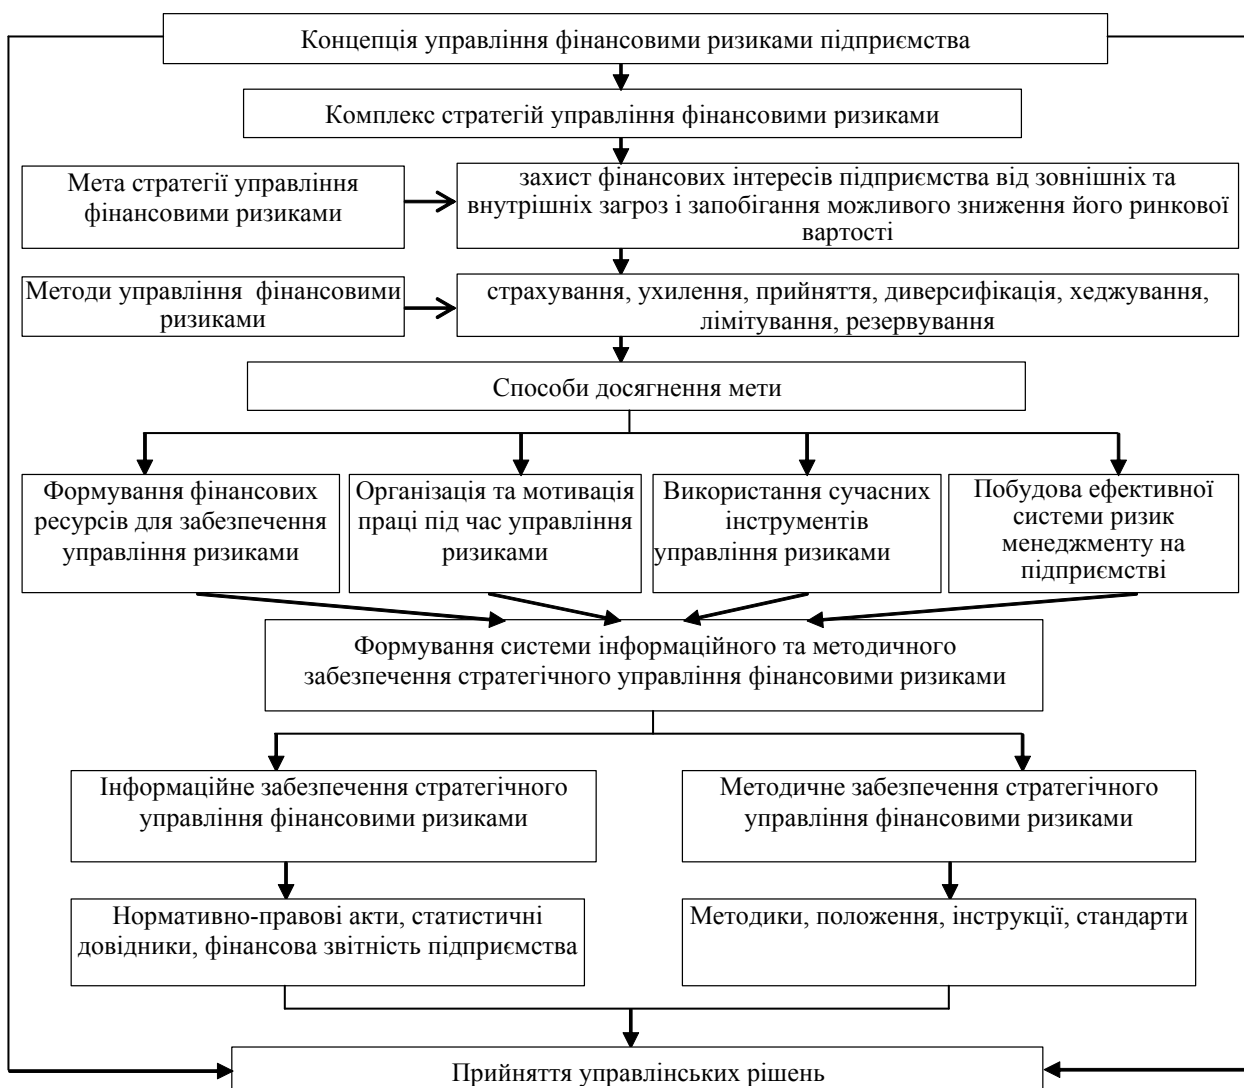 Концепція управління фінансовими ризиками підприємства
Комплекс стратегій управління фінансовими ризиками
Мета стратегії управління
фінансовими ризиками
захист фінансових інтересів підприємства від зовнішніх та
внутрішніх загроз і запобігання можливого зниження його ринкової
вартості
Методи управління фінансовими
ризиками
страхування, ухилення, прийняття, диверсифікація, хеджування,
лімітування, резервування
Способи досягнення мети
Формування фінансових
ресурсів для забезпечення
управління ризиками
Організація та мотивація
праці під час управління
ризиками
Використання сучасних
інструментів
управління ризиками
Побудова ефективної
системи ризик
менеджменту на
підприємстві
Формування системи інформаційного та методичного
забезпечення стратегічного управління фінансовими ризиками
Інформаційне забезпечення стратегічного
управління фінансовими ризиками
Методичне забезпечення стратегічного
управління фінансовими ризиками
Нормативно-правові акти, статистичні
довідники, фінансова звітність підприємства
Методики, положення, інструкції, стандарти
Прийняття управлінських рішень